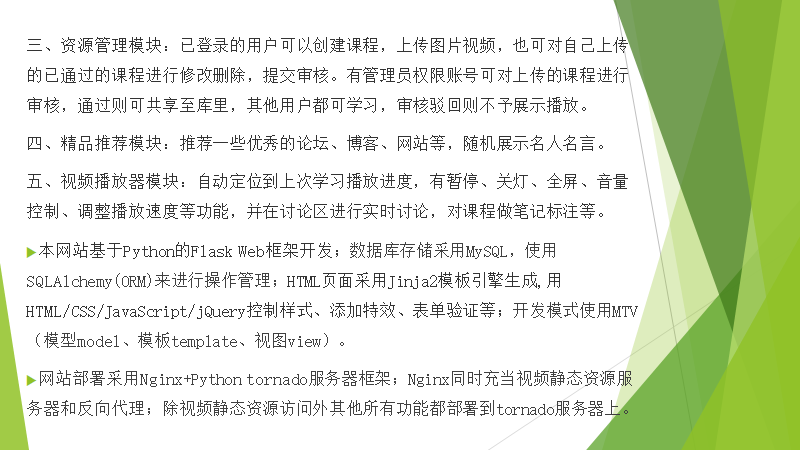 三、资源管理模块：已登录的用户可以创建课程，上传图片视频，也可对自己上传
的已通过的课程进行修改删除，提交审核。有管理员权限账号可对上传的课程进行
审核，通过则可共享至库里，其他用户都可学习，审核驳回则不予展示播放。
四、精品推荐模块：推荐一些优秀的论坛、博客、网站等，随机展示名人名言。
五、视频播放器模块：自动定位到上次学习播放进度，有暂停、关灯、全屏、音量
控制、调整播放速度等功能，并在讨论区进行实时讨论，对课程做笔记标注等。
本网站基于Python的Flask Web框架开发；数据库存储采用MySQL，使用
SQLAlchemy(ORM)来进行操作管理；HTML页面采用Jinja2模板引擎生成,用
HTML/CSS/JavaScript/jQuery控制样式、添加特效、表单验证等；开发模式使用MTV
（模型model、模板template、视图view）。
网站部署采用Nginx+Python tornado服务器框架；Nginx同时充当视频静态资源服
务器和反向代理；除视频静态资源访问外其他所有功能都部署到tornado服务器上。